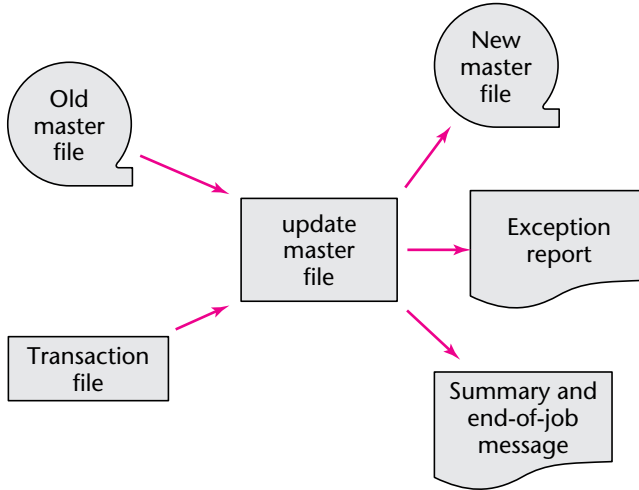 Old
master
file
New
master
file
update
master
file
Exception
report
Transaction
file
Summary and
end-of-job
message